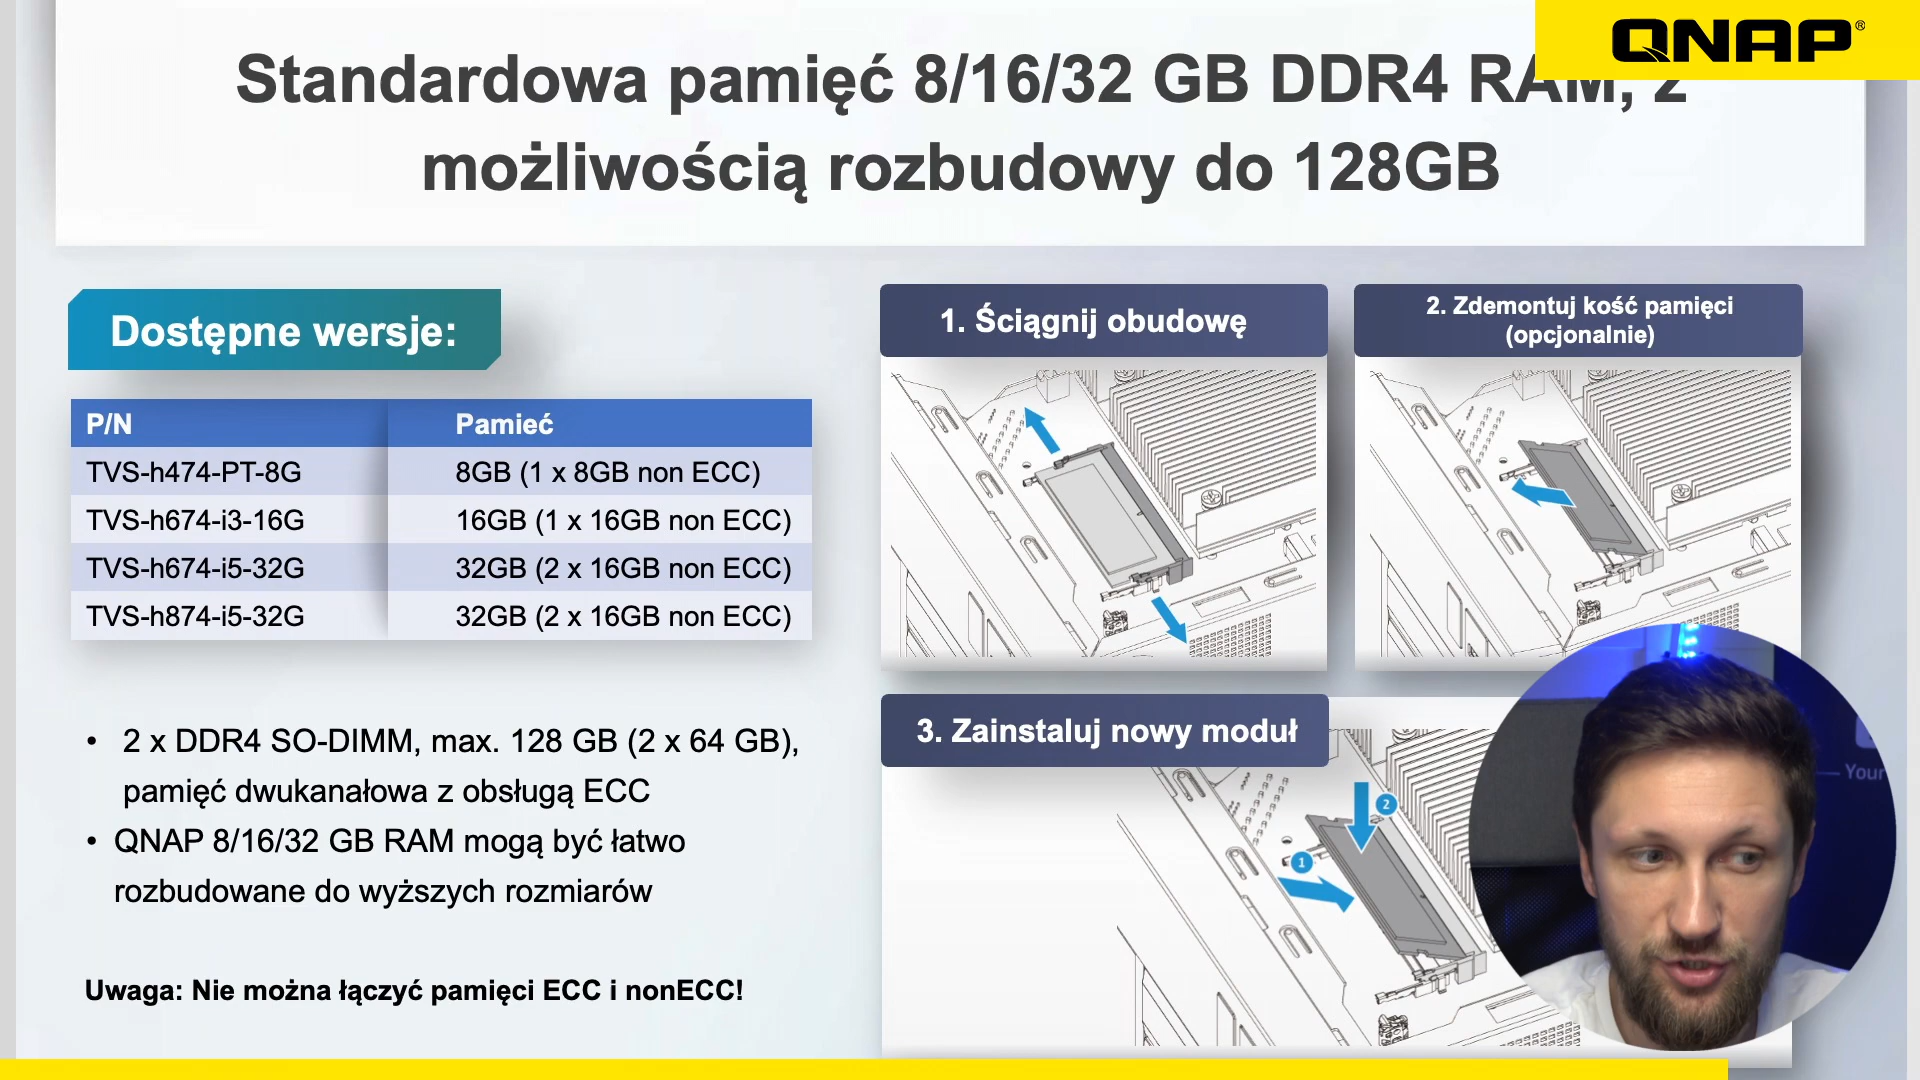 QNAP®
Standardowa pamięć 8/16/32 GB DDR4 RAM, z
możliwością rozbudowy do 128GB
Dostępne wersje:
P/N Pamieć
TVS-h474-PT-8G 8GB (1 x 8GB non ECC)
TVS-h674-i3-16G 16GB (1 x 16GB non ECC)
TVS-h674-i5-32G 32GB (2 x 16GB non ECC)
TVS-h874-i5-32G 32GB (2 x 16GB non ECC)
• 2 x DDR4 SO-DIMM, max. 128 GB (2 x 64 GB),
pamięć dwukanałowa z obsługą ECC
• QNAP 8/16/32 GB RAM mogą być łatwo
rozbudowane do wyższych rozmiarów
Uwaga: Nie można łączyć pamięci ECC i nonECC!
1. Ściągnij obudowę
2. Zdemontuj kość pamięci
(opcjonalnie)
3. Zainstaluj nowy moduł
2
1
Your